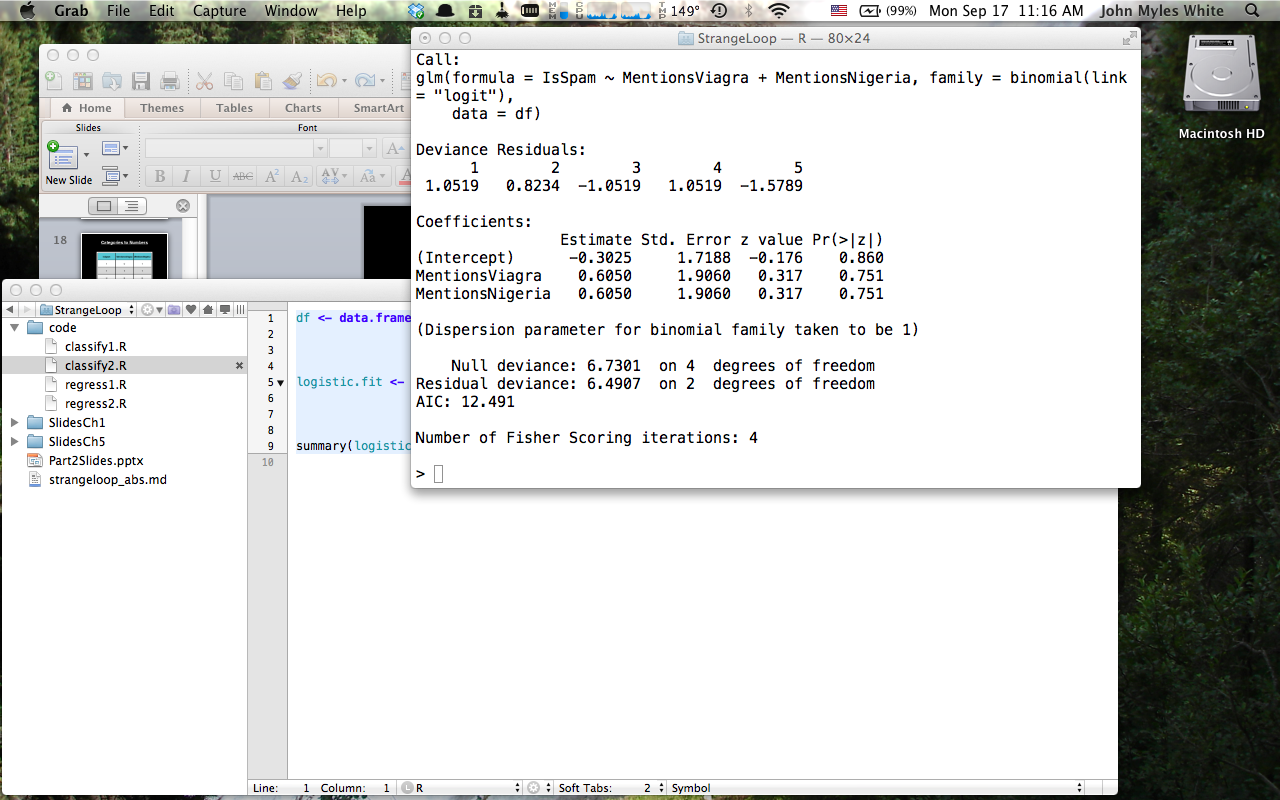 Grab File Edit Capture Window Help 149° (99%) Mon Sep 17 11:16 AM John Myles White
Macintosh HD
Home Themes Tables Charts SmartArt
Slides Font
New Slide
B I U ABC A² A₂ AV Aa A
18
Categories to Numbers
StrangeLoop — R — 80×24
Call:
glm(formula = IsSpam ~ MentionsViagra + MentionsNigeria, family = binomial(link
= "logit"),
data = df)
Deviance Residuals:
1 2 3 4 5
1.0519 0.8234 −1.0519 1.0519 −1.5789
Coefficients:
Estimate Std. Error z value Pr(>|z|)
(Intercept) −0.3025 1.7188 −0.176 0.860
MentionsViagra 0.6050 1.9060 0.317 0.751
MentionsNigeria 0.6050 1.9060 0.317 0.751
(Dispersion parameter for binomial family taken to be 1)
Null deviance: 6.7301 on 4 degrees of freedom
Residual deviance: 6.4907 on 2 degrees of freedom
AIC: 12.491
Number of Fisher Scoring iterations: 4
>
StrangeLoop
code
classify1.R
classify2.R
regress1.R
regress2.R
SlidesCh1
SlidesCh5
Part2Slides.pptx
strangeloop_abs.md
1 df <- data.frame
2
3
4
5 logistic.fit <-
6
7
8
9 summary(logistic
10
Line: 1 Column: 1 R Soft Tabs: 2 Symbol